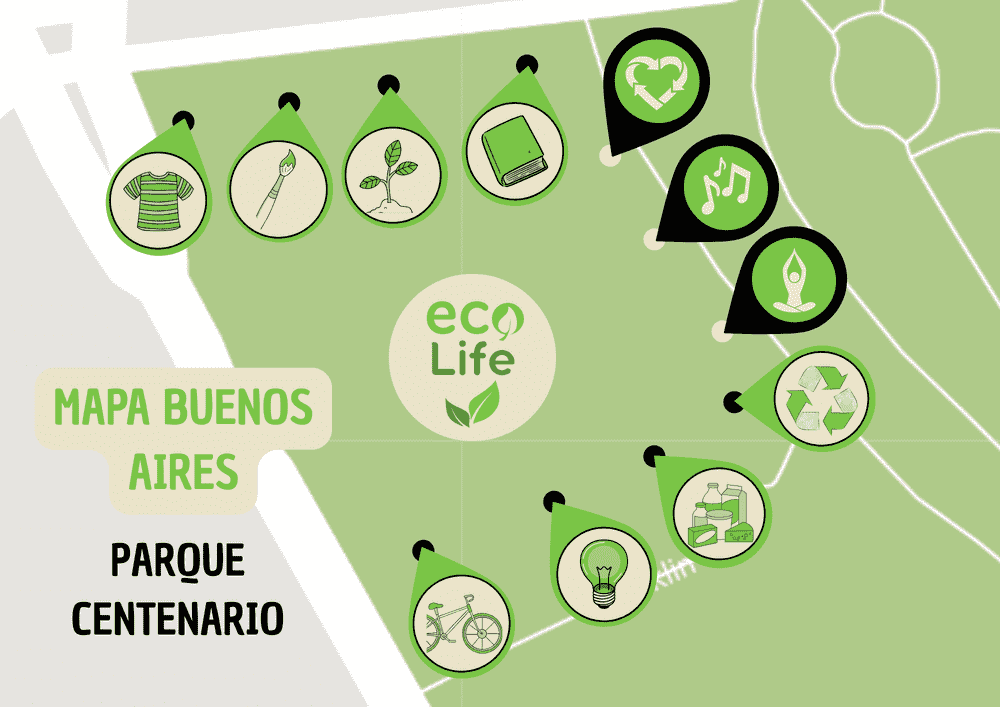 eco
Life
MAPA BUENOS
AIRES
PARQUE
CENTENARIO